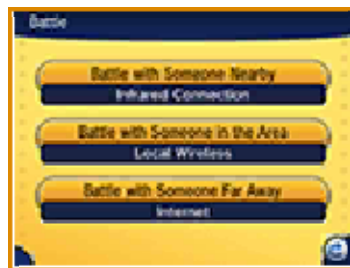 Battle
Battle with Someone Nearby
Infrared Connection
Battle with Someone in the Area
Local Wireless
Battle with Someone Far Away
Internet